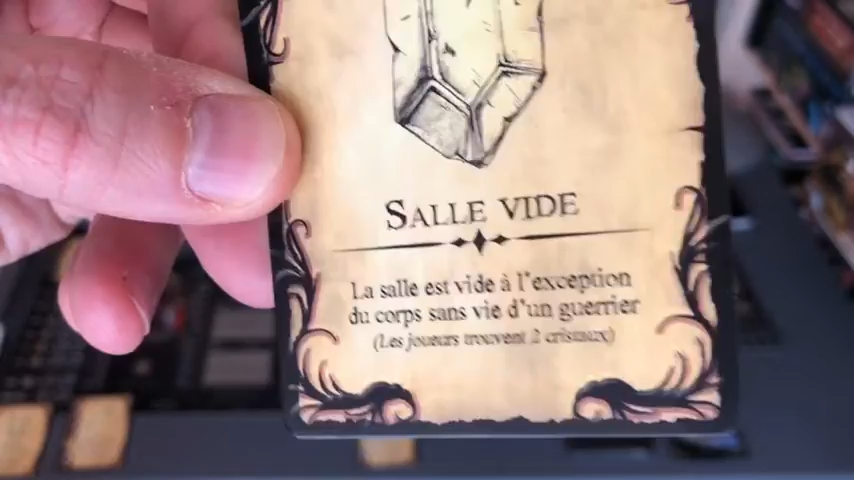 SALLE VIDE
La salle est vide à l'exception
du corps sans vie d'un guerrier
(Les joueurs trouvent 2 cristaux)